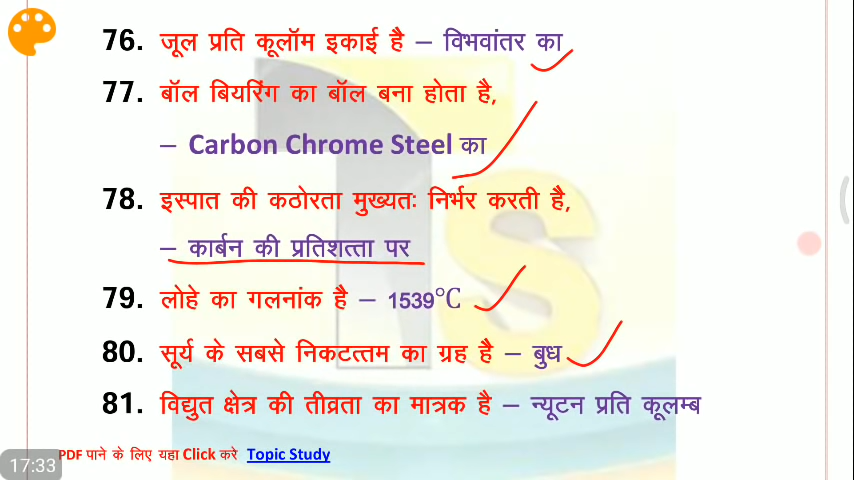 76. जूल प्रति कूलॉम इकाई है – विभवांतर का
77. बॉल बियरिंग का बॉल बना होता है,
– Carbon Chrome Steel का
78. इस्पात की कठोरता मुख्यतः निर्भर करती है,
– कार्बन की प्रतिशत्ता पर
79. लोहे का गलनांक है – 1539°C
80. सूर्य के सबसे निकटत्तम का ग्रह है – बुध
81. विद्युत क्षेत्र की तीव्रता का मात्रक है – न्यूटन प्रति कूलम्ब
PDF पाने के लिए यहा Click करे Topic Study
17:33